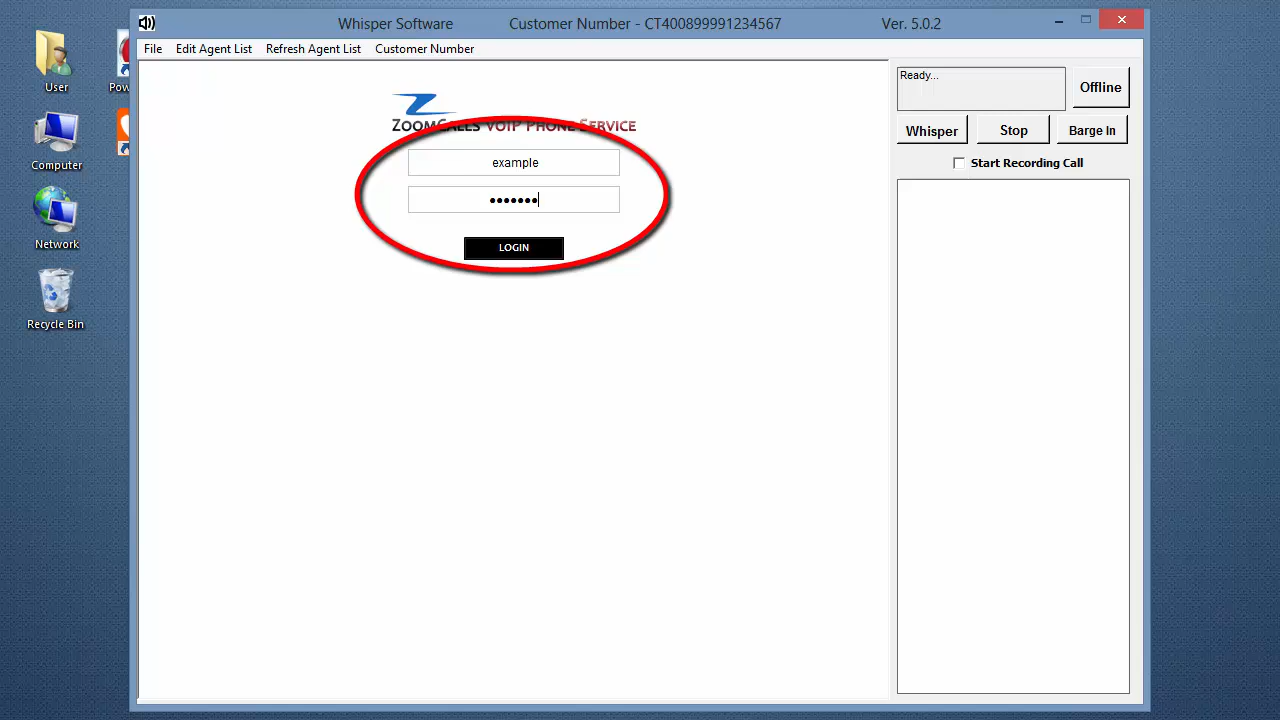 Whisper Software Customer Number - CT400899991234567 Ver. 5.0.2
File Edit Agent List Refresh Agent List Customer Number
User
Computer
Network
Recycle Bin
ZOOMCALLS VOIP PHONE SERVICE
example
LOGIN
Ready...
Offline
Whisper Stop Barge In
Start Recording Call